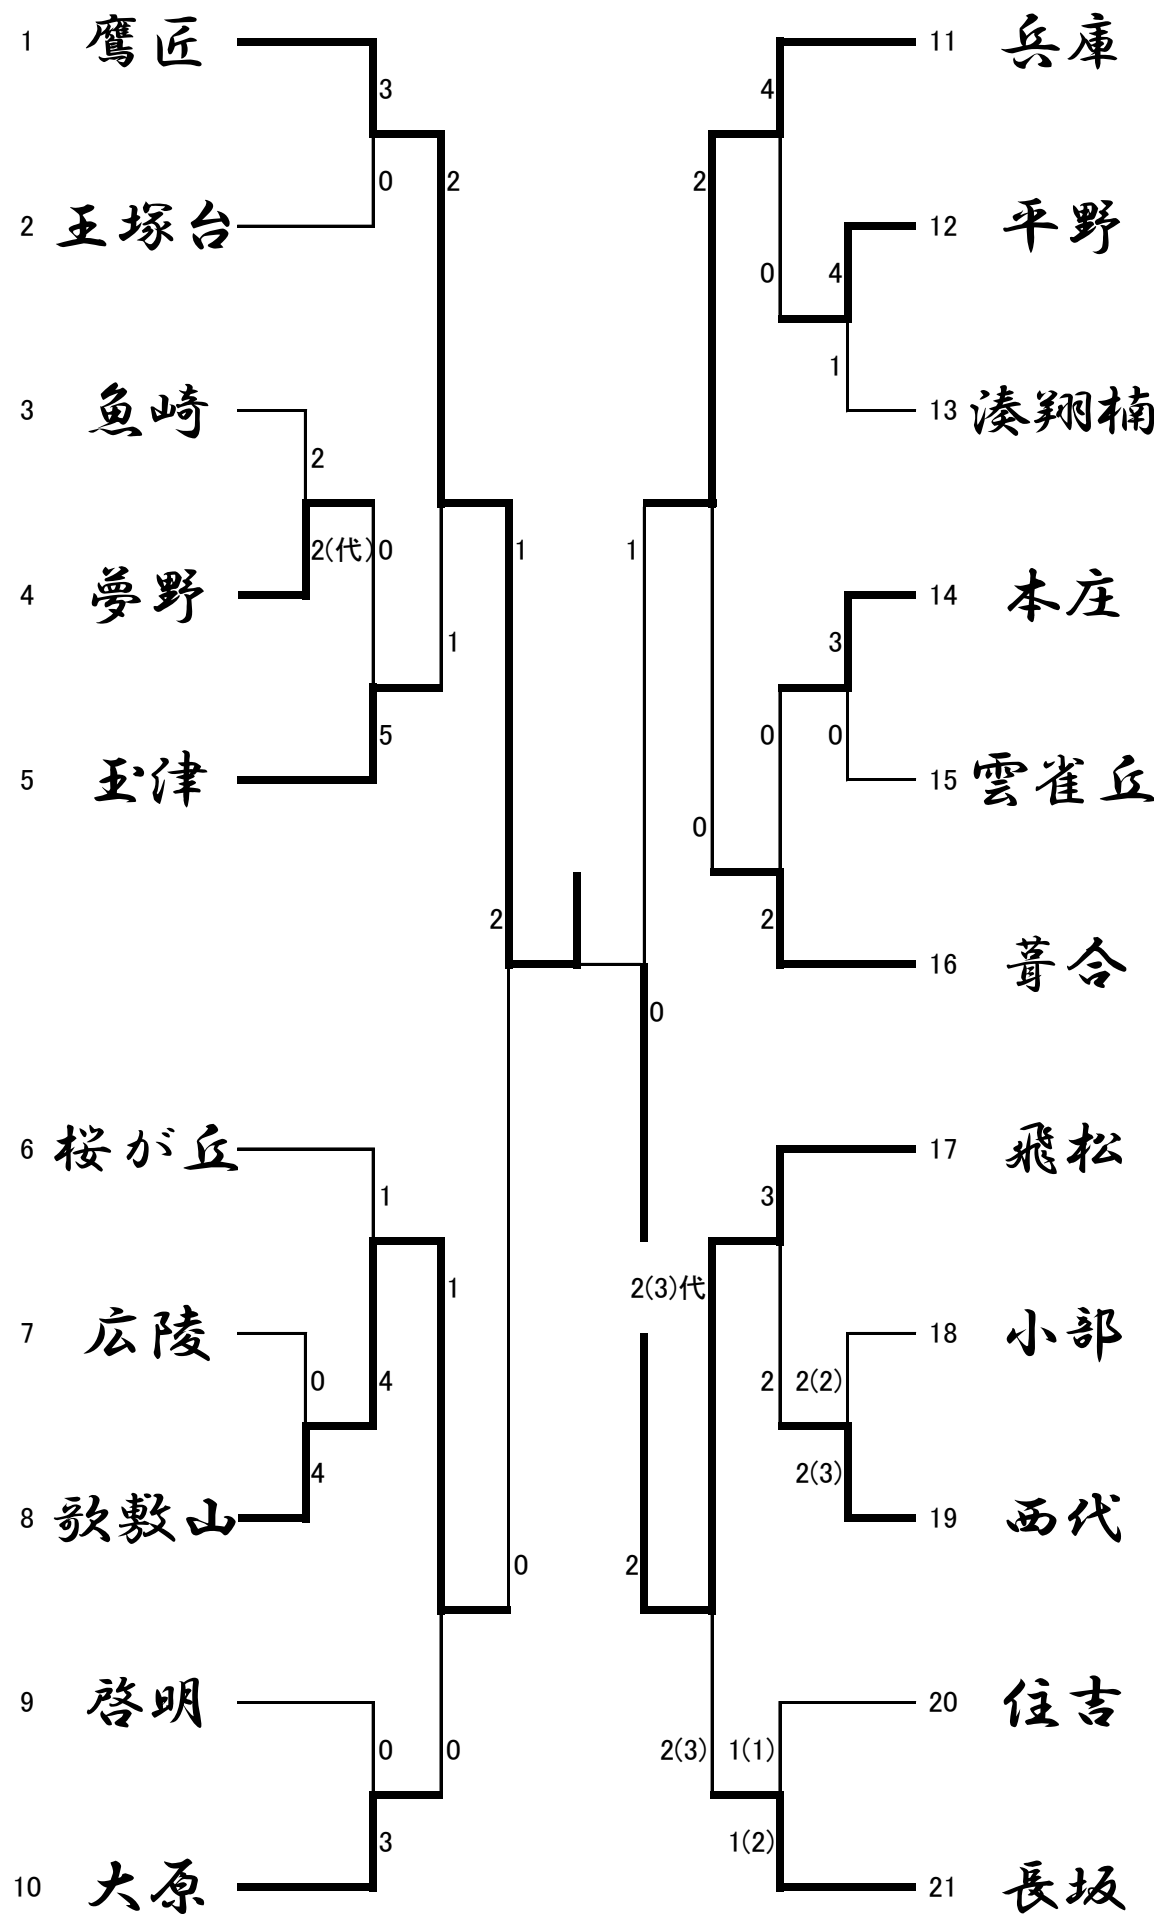 1 鷹匠
3
0
2 王塚台
2
3 魚崎
2
2(代)
0
4 夢野
1
5
5 玉津
1
2
6 桜が丘
1
7 広陵
0
4
8 歌敷山
4
1
0
9 啓明
0
0
10 大原
3
11 兵庫
4
2
12 平野
0
4
1
13 湊翔楠
1
14 本庄
3
0
0
15 雲雀丘
0
2
16 葺合
0
17 飛松
3
2(3)代
18 小部
2
2(2)
2(3)
19 西代
2
20 住吉
2(3)
1(1)
1(2)
21 長坂